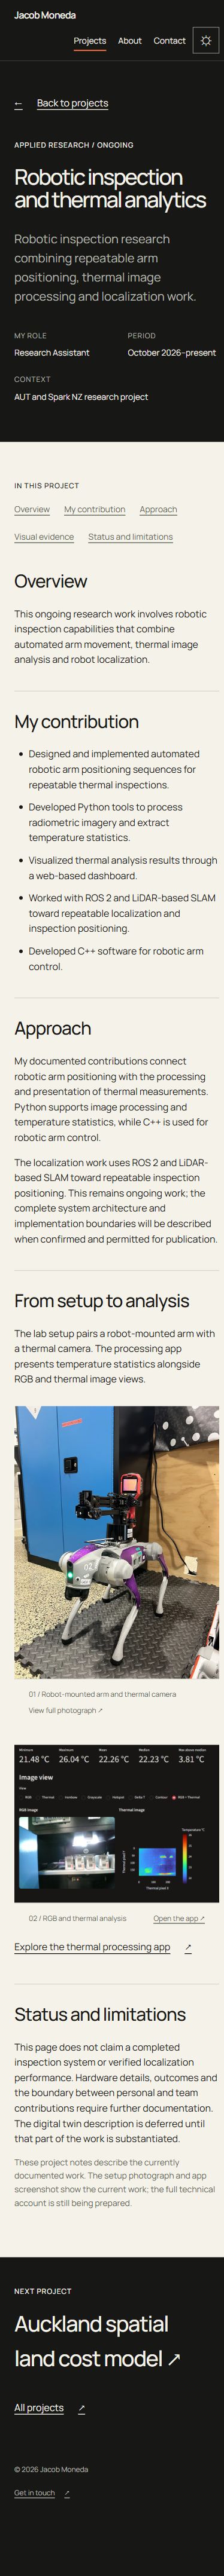 Jacob Moneda
Projects About Contact
← Back to projects
APPLIED RESEARCH / ONGOING
Robotic inspection
and thermal analytics
Robotic inspection research
combining repeatable arm
positioning, thermal image
processing and localization work.
MY ROLE
Research Assistant
PERIOD
October 2026–present
CONTEXT
AUT and Spark NZ research project
IN THIS PROJECT
Overview My contribution Approach
Visual evidence Status and limitations
Overview
This ongoing research work involves robotic
inspection capabilities that combine
automated arm movement, thermal image
analysis and robot localization.
My contribution
• Designed and implemented automated
robotic arm positioning sequences for
repeatable thermal inspections.
• Developed Python tools to process
radiometric imagery and extract
temperature statistics.
• Visualized thermal analysis results through
a web-based dashboard.
• Worked with ROS 2 and LiDAR-based SLAM
toward repeatable localization and
inspection positioning.
• Developed C++ software for robotic arm
control.
Approach
My documented contributions connect
robotic arm positioning with the processing
and presentation of thermal measurements.
Python supports image processing and
temperature statistics, while C++ is used for
robotic arm control.
The localization work uses ROS 2 and LiDAR-
based SLAM toward repeatable inspection
positioning. This remains ongoing work; the
complete system architecture and
implementation boundaries will be described
when confirmed and permitted for publication.
From setup to analysis
The lab setup pairs a robot-mounted arm with
a thermal camera. The processing app
presents temperature statistics alongside
RGB and thermal image views.
01 / Robot-mounted arm and thermal camera
View full photograph ↗
Minimum Maximum Mean Median Max above median
21.48 °C 26.04 °C 22.26 °C 22.23 °C 3.81 °C
Image view
View
RGB Thermal Ironbow Grayscale Hotspot Contour RGB + Thermal
RGB image Thermal image
Temperature °C
02 / RGB and thermal analysis Open the app ↗
Explore the thermal processing app ↗
Status and limitations
This page does not claim a completed
inspection system or verified localization
performance. Hardware details, outcomes and
the boundary between personal and team
contributions require further documentation.
The digital twin description is deferred until
that part of the work is substantiated.
These project notes describe the currently
documented work. The setup photograph and app
screenshot show the current work; the full technical
account is still being prepared.
NEXT PROJECT
Auckland spatial
land cost model ↗
All projects ↗
© 2026 Jacob Moneda
Get in touch ↗